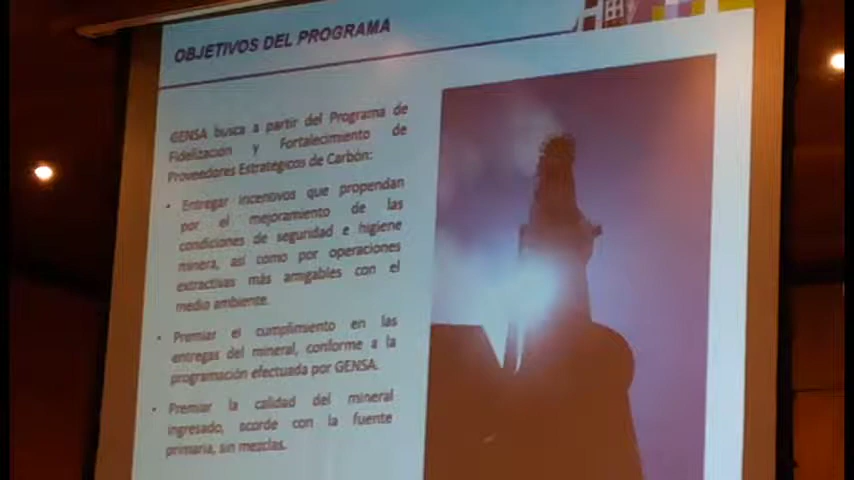 OBJETIVOS DEL PROGRAMA
GENSA busca a partir del Programa de
Fidelización y Fortalecimiento de
Proveedores Estratégicos de Carbón:
• Entregar incentivos que propendan
por el mejoramiento de las
condiciones de seguridad e higiene
minera, así como por operaciones
extractivas más amigables con el
medio ambiente.
• Premiar el cumplimiento en las
entregas del mineral, conforme a la
programación efectuada por GENSA.
• Premiar la calidad del mineral
ingresado, acorde con la fuente
primaria, sin mezclas.